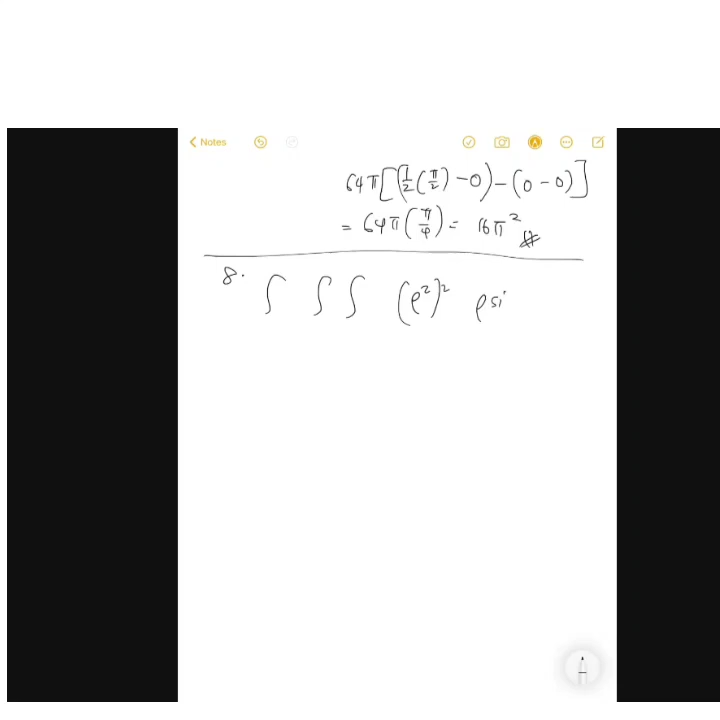 Notes
64π[(1/2(π/2)-0)-(0-0)]
= 64π(π/4) = 16π²
8. ∫ ∫ ∫ (ρ²)² ρ si